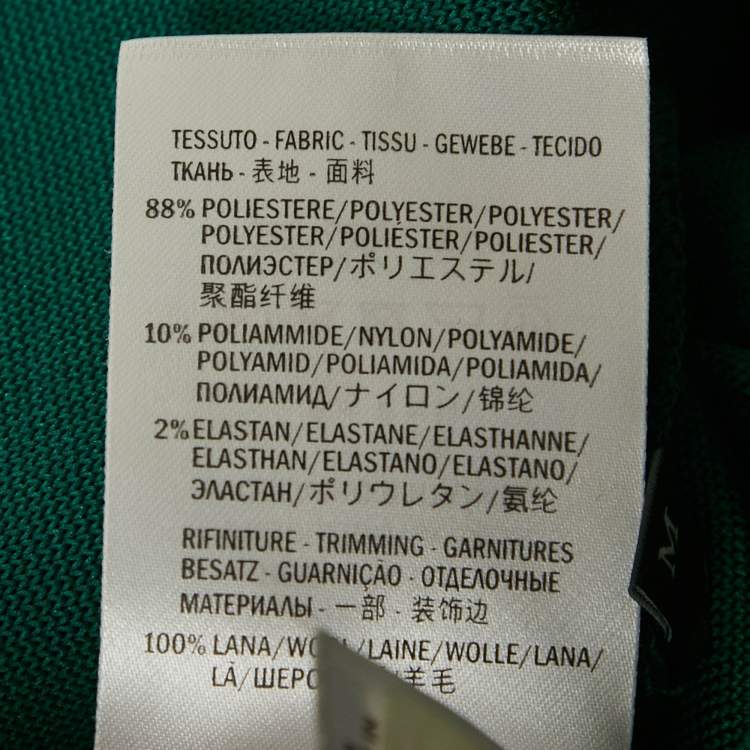 TESSUTO - FABRIC - TISSU - GEWEBE - TECIDO
ТКАНЬ - 表地 - 面料
88% POLIESTERE/POLYESTER/POLYESTER/
POLYESTER/POLIÉSTER/POLIESTER/
ПОЛИЭСТЕР/ポリエステル/
聚酯纤维
10% POLIAMMIDE/NYLON/POLYAMIDE/
POLYAMID/POLIAMIDA/POLIAMIDA/
ПОЛИАМИД/ナイロン/锦纶
2% ELASTAN/ELASTANE/ELASTHANNE/
ELASTHAN/ELASTANO/ELASTANO/
ЭЛАСТАН/ポリウレタン/氨纶
RIFINITURE - TRIMMING - GARNITURES
BESATZ - GUARNIÇÃO - ОТДЕЛОЧНЫЕ
МАТЕРИАЛЫ - 一部 - 装饰边
100% LANA/ /LAINE/WOLLE/LANA/
LÀ/ /羊毛
M